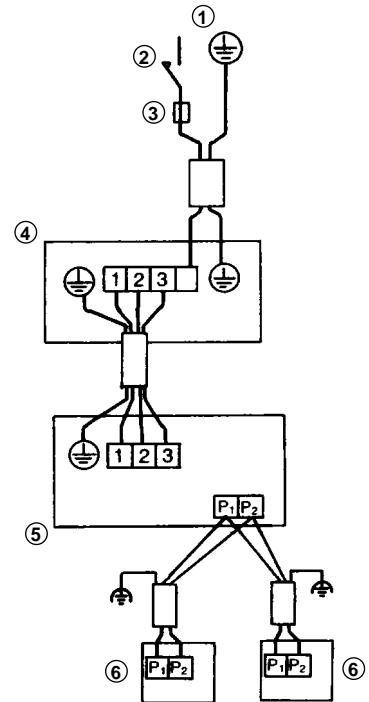 ①
②
③
④
1 2 3
1 2 3
P₁ P₂
⑤
P₁ P₂
P₁ P₂
⑥
⑥